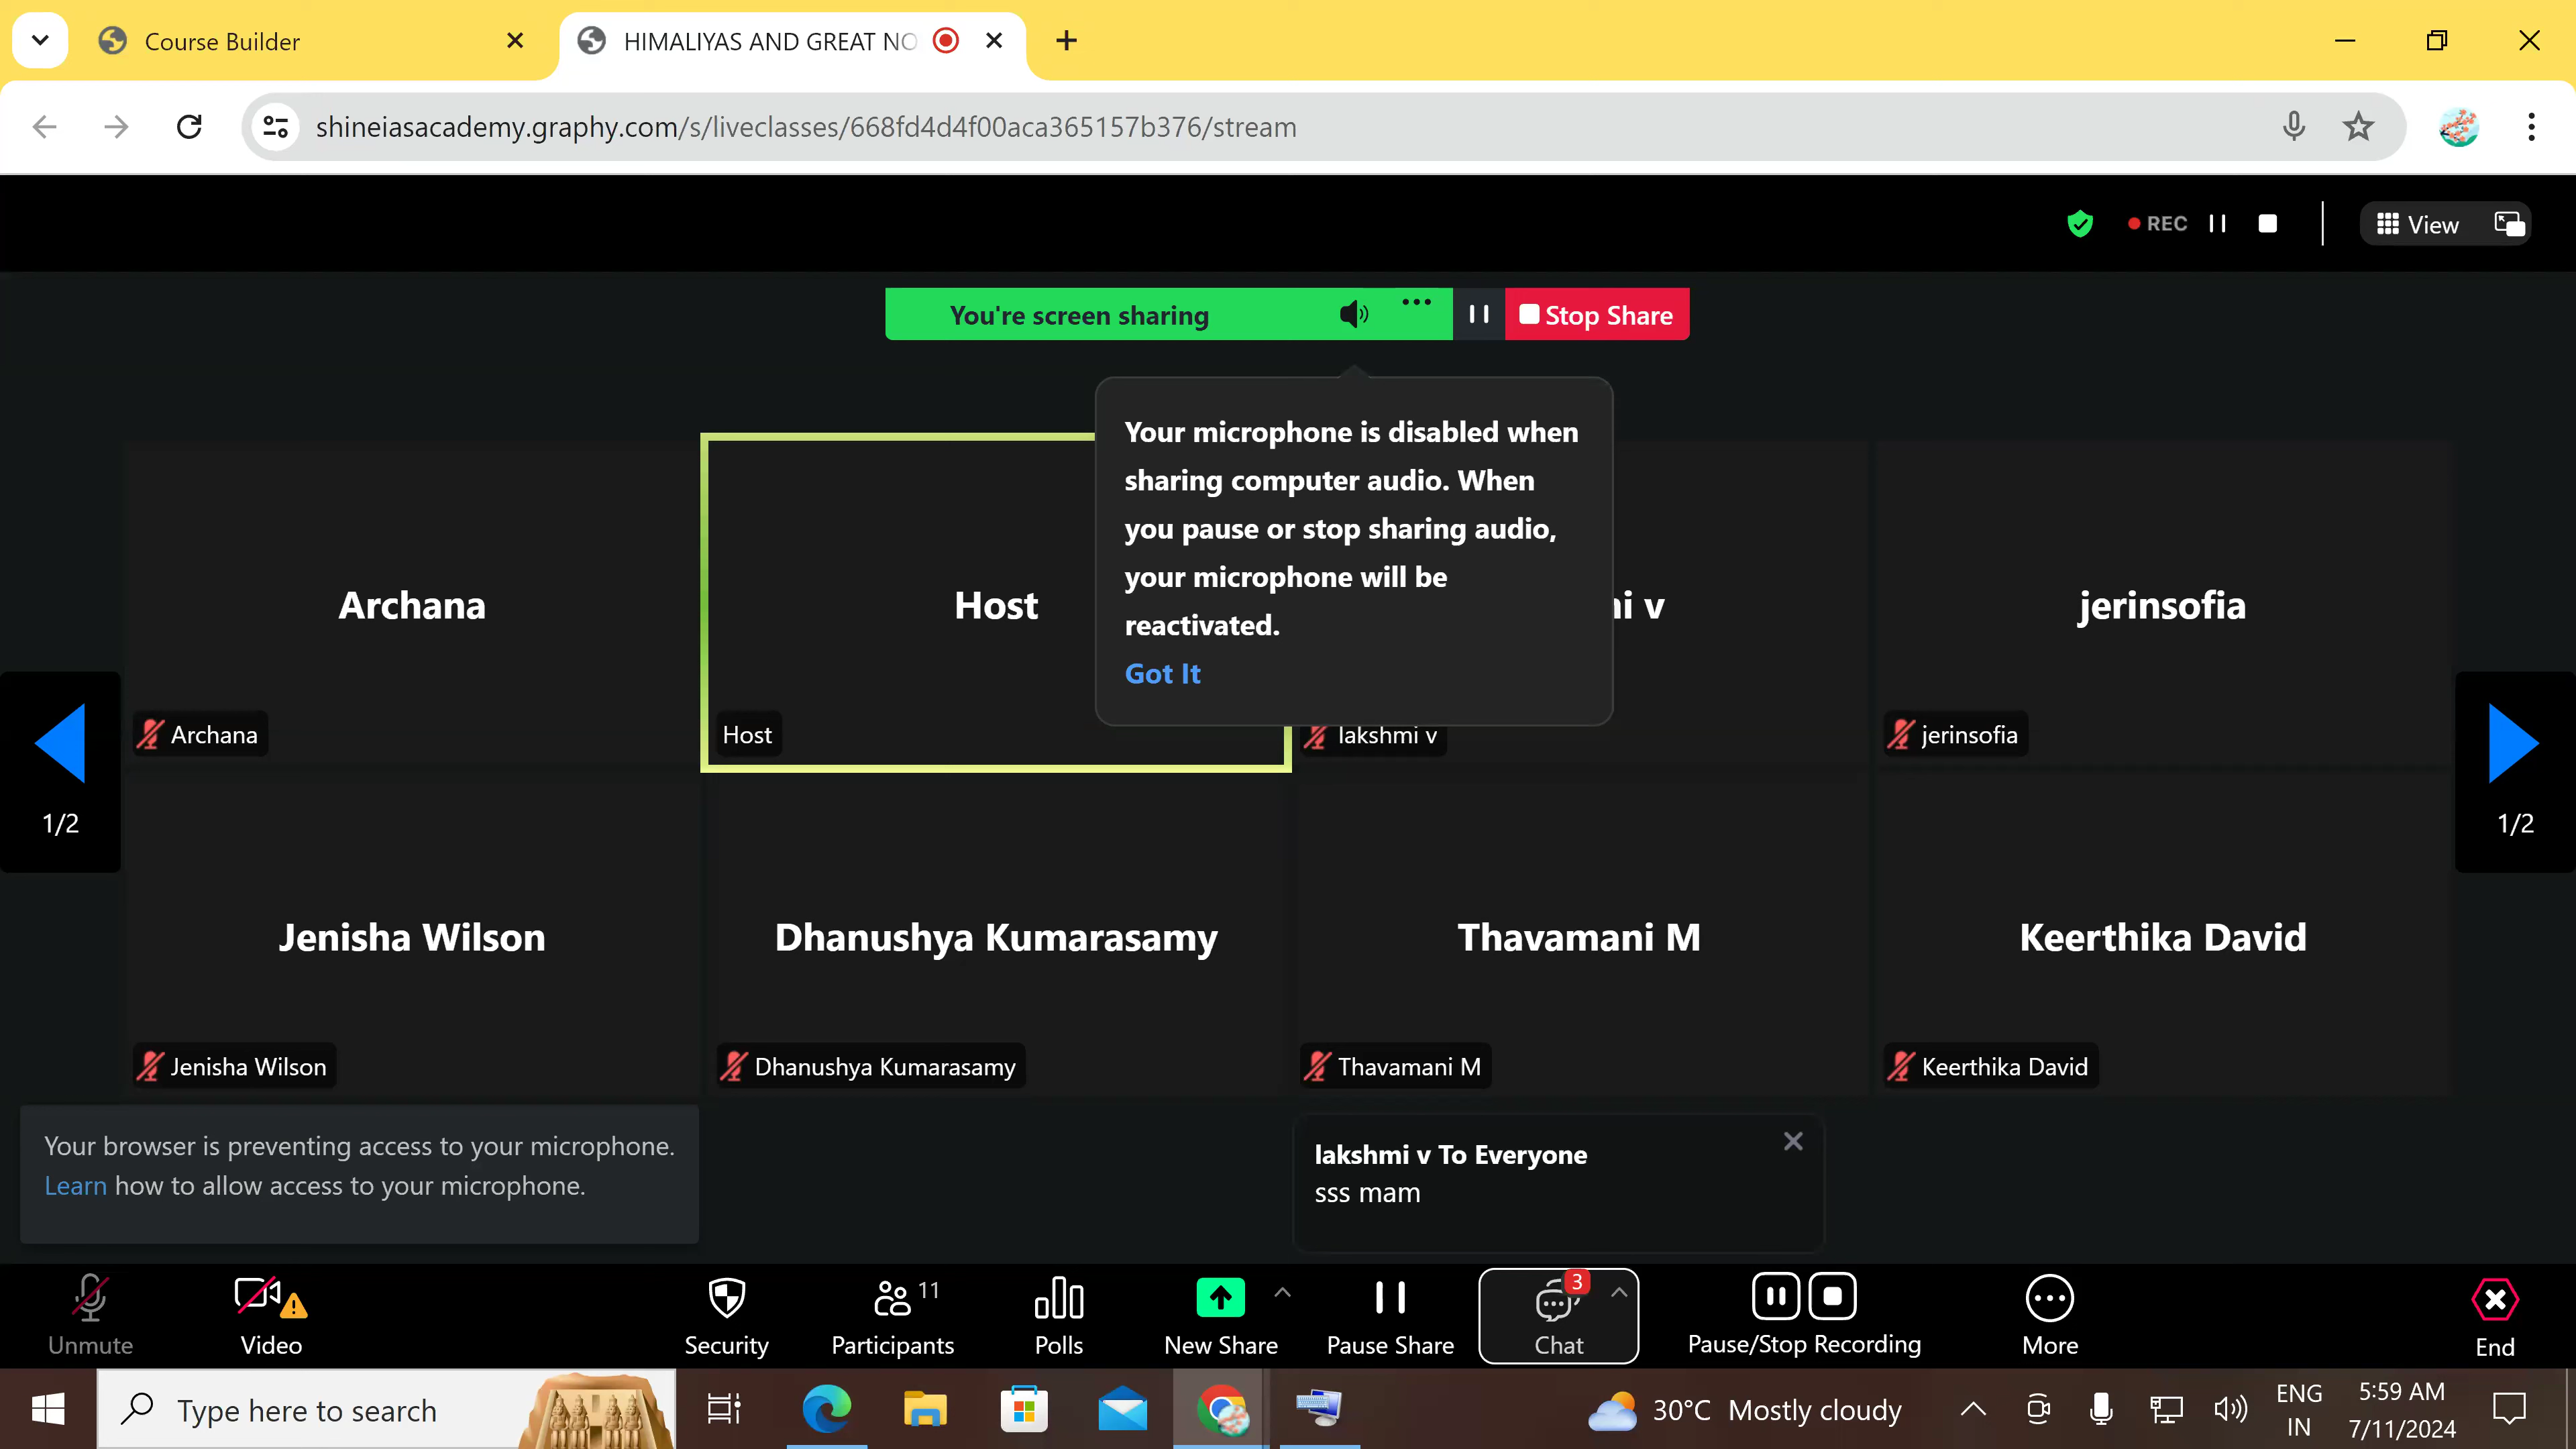 Course Builder
HIMALIYAS AND GREAT NO
shineiasacademy.graphy.com/s/liveclasses/668fd4d4f00aca365157b376/stream
REC
View
You're screen sharing
Stop Share
Your microphone is disabled when
sharing computer audio. When
you pause or stop sharing audio,
your microphone will be
reactivated.
Got It
Archana
Host
i v
jerinsofia
Archana
Host
lakshmi v
jerinsofia
1/2
1/2
Jenisha Wilson
Dhanushya Kumarasamy
Thavamani M
Keerthika David
Jenisha Wilson
Dhanushya Kumarasamy
Thavamani M
Keerthika David
Your browser is preventing access to your microphone.
Learn how to allow access to your microphone.
lakshmi v To Everyone
sss mam
Unmute
Video
Security
Participants 11
Polls
New Share
Pause Share
Chat 3
Pause/Stop Recording
More
End
Type here to search
30°C Mostly cloudy
ENG
IN
5:59 AM
7/11/2024